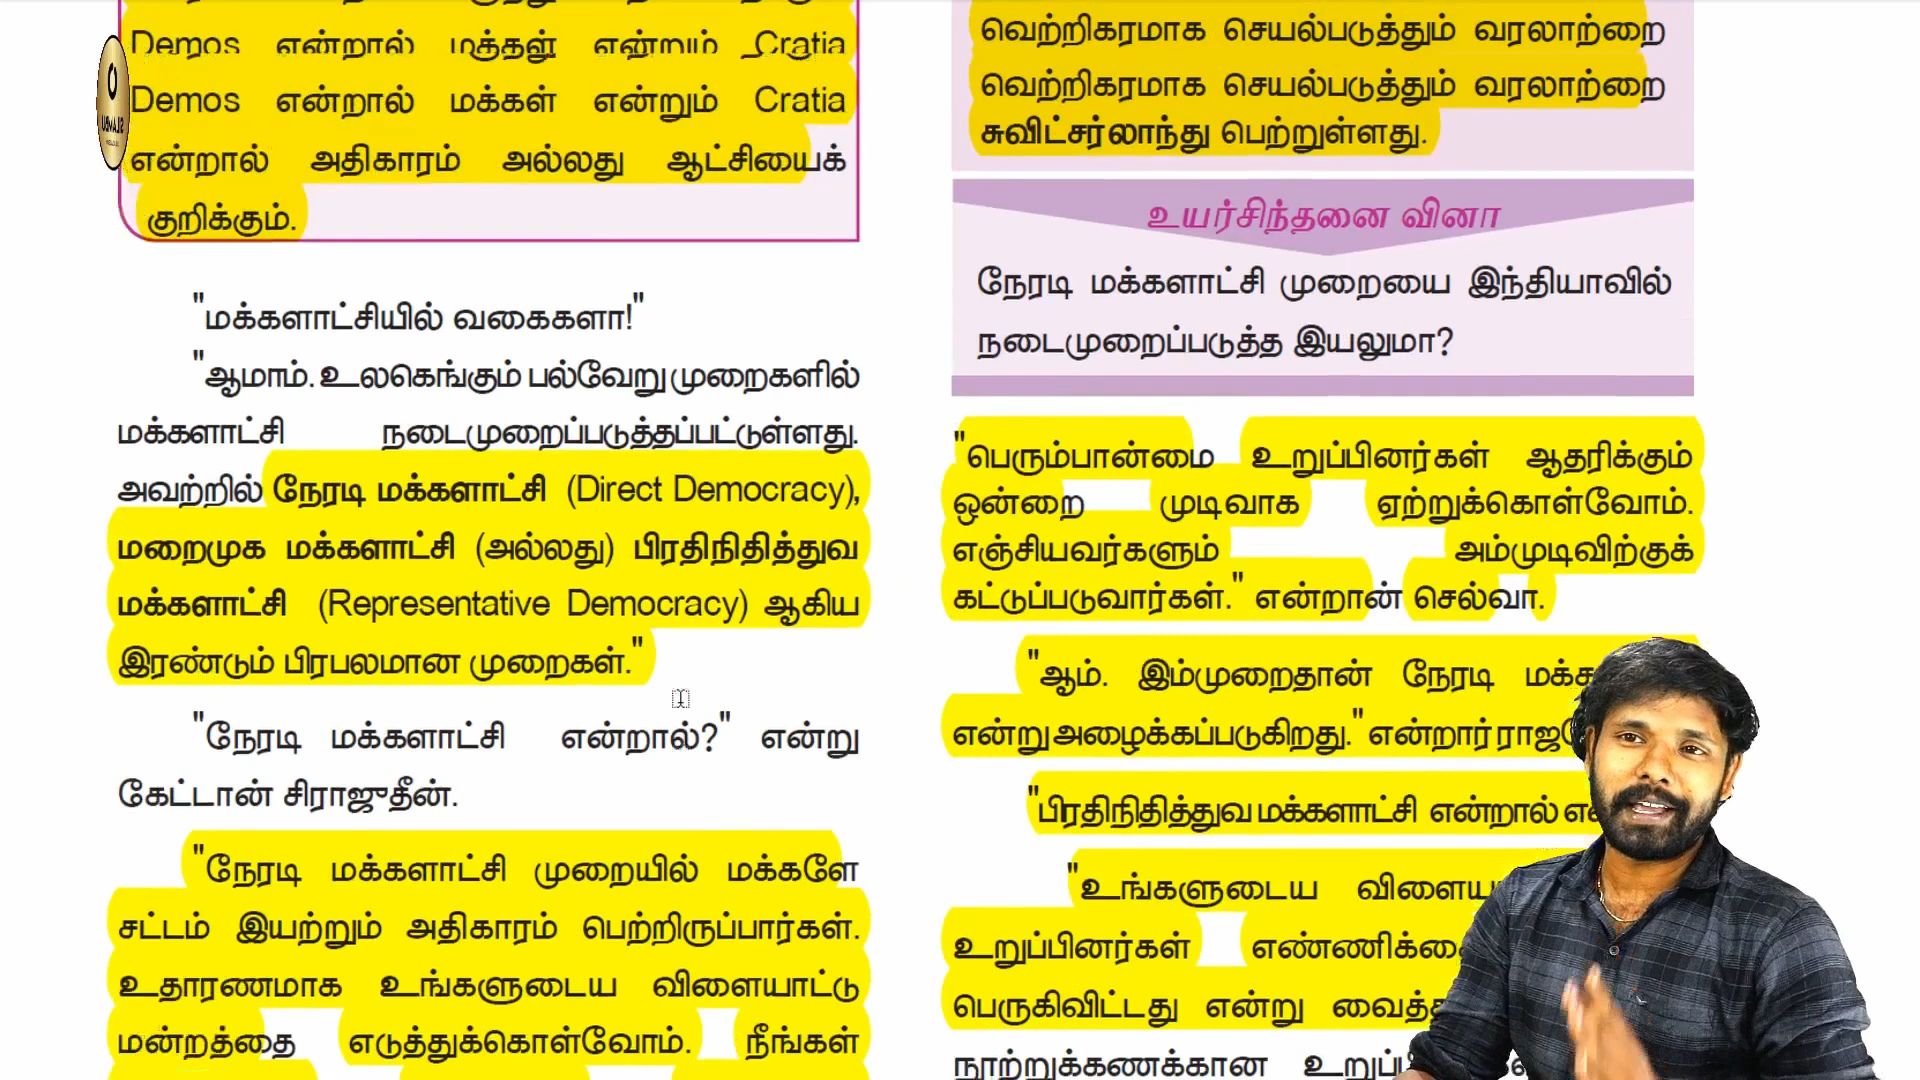 Demos என்றால் மக்கள் என்றும் Cratia
Demos என்றால் மக்கள் என்றும் Cratia
என்றால் அதிகாரம் அல்லது ஆட்சியைக்
குறிக்கும்.
"மக்களாட்சியில் வகைகளா!"
"ஆமாம். உலகெங்கும் பல்வேறு முறைகளில்
மக்களாட்சி நடைமுறைப்படுத்தப்பட்டுள்ளது.
அவற்றில் நேரடி மக்களாட்சி (Direct Democracy),
மறைமுக மக்களாட்சி (அல்லது) பிரதிநிதித்துவ
மக்களாட்சி (Representative Democracy) ஆகிய
இரண்டும் பிரபலமான முறைகள்."
"நேரடி மக்களாட்சி என்றால்?" என்று
கேட்டான் சிராஜுதீன்.
"நேரடி மக்களாட்சி முறையில் மக்களே
சட்டம் இயற்றும் அதிகாரம் பெற்றிருப்பார்கள்.
உதாரணமாக உங்களுடைய விளையாட்டு
மன்றத்தை எடுத்துக்கொள்வோம். நீங்கள்
வெற்றிகரமாக செயல்படுத்தும் வரலாற்றை
வெற்றிகரமாக செயல்படுத்தும் வரலாற்றை
சுவிட்சர்லாந்து பெற்றுள்ளது.
உயர்சிந்தனை வினா
நேரடி மக்களாட்சி முறையை இந்தியாவில்
நடைமுறைப்படுத்த இயலுமா?
"பெரும்பான்மை உறுப்பினர்கள் ஆதரிக்கும்
ஒன்றை முடிவாக ஏற்றுக்கொள்வோம்.
எஞ்சியவர்களும் அம்முடிவிற்குக்
கட்டுப்படுவார்கள்." என்றான் செல்வா.
"ஆம். இம்முறைதான் நேரடி
என்று அழைக்கப்படுகிறது." என்றார்
"பிரதிநிதித்துவ மக்களாட்சி என்றால்
"உங்களுடைய
உறுப்பினர்கள்
பெருகிவிட்டது என்று
நூற்றுக்கணக்கான